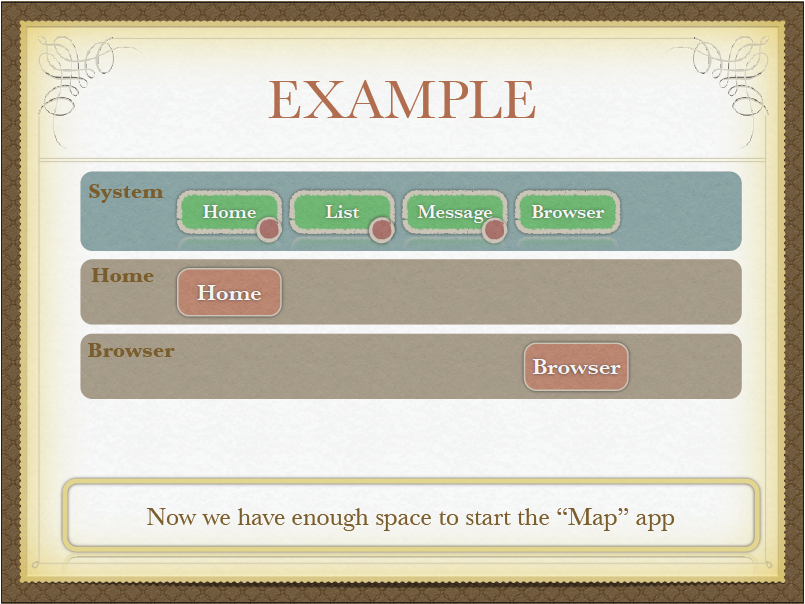 EXAMPLE
System
Home List Message Browser
Home
Home
Browser
Browser
Now we have enough space to start the “Map” app